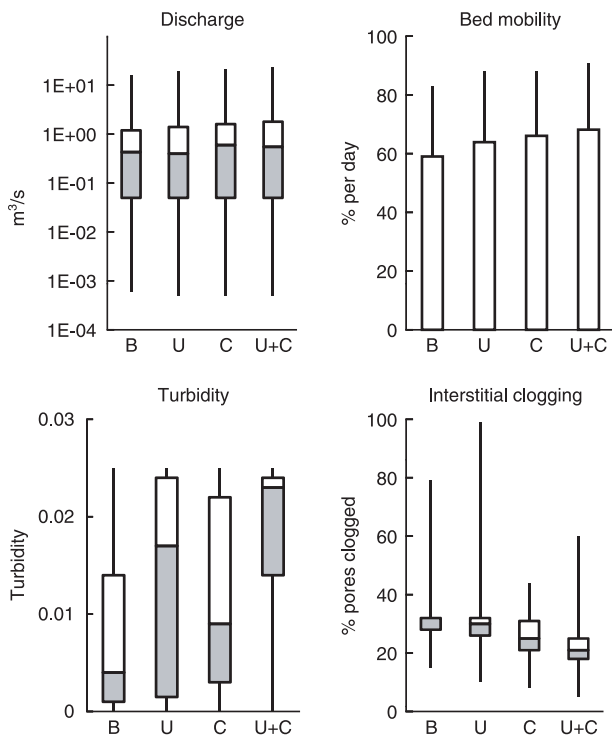 Discharge
m³/s
1E+01
1E+00
1E-01
1E-02
1E-03
1E-04
B U C U+C
Bed mobility
% per day
100
80
60
40
20
0
B U C U+C
Turbidity
Turbidity
0.03
0.02
0.01
0
B U C U+C
Interstitial clogging
% pores clogged
100
80
60
40
30
20
0
B U C U+C